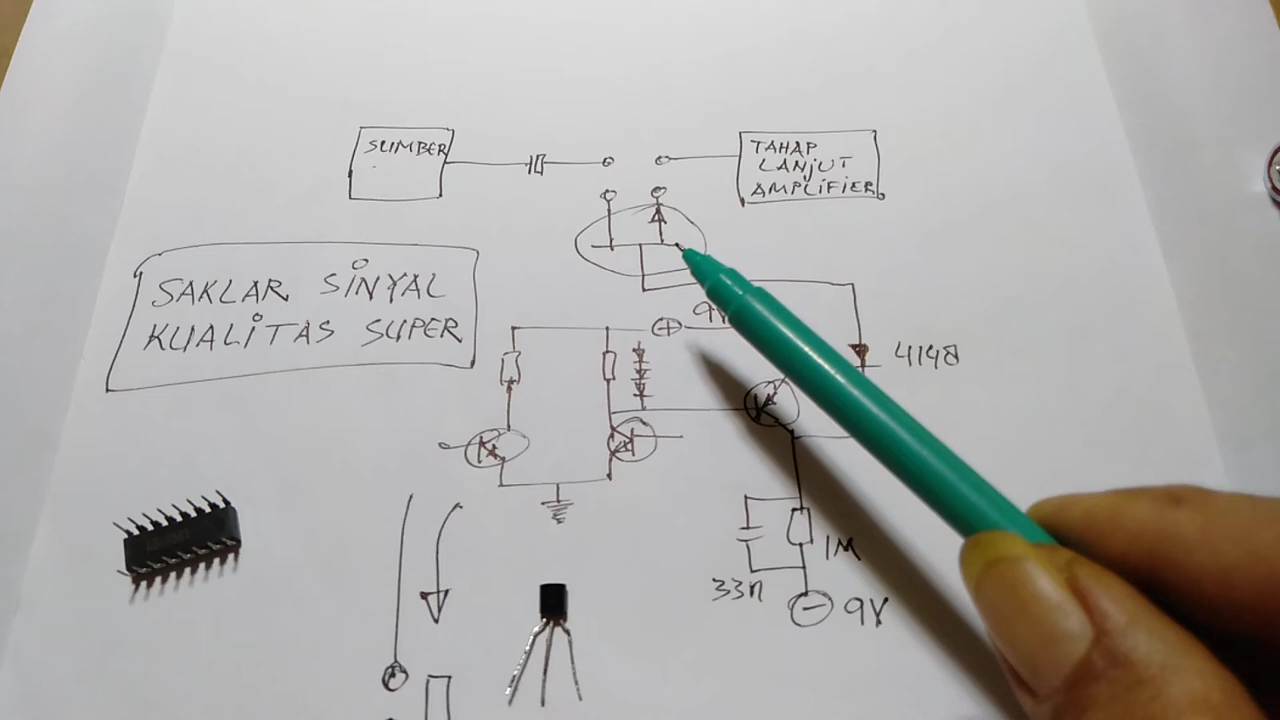 SUMBER
TAHAP
LANJUT
AMPLIFIER
SAKLAR SINYAL
KUALITAS SUPER
+
4148
1M
33n
- 9V